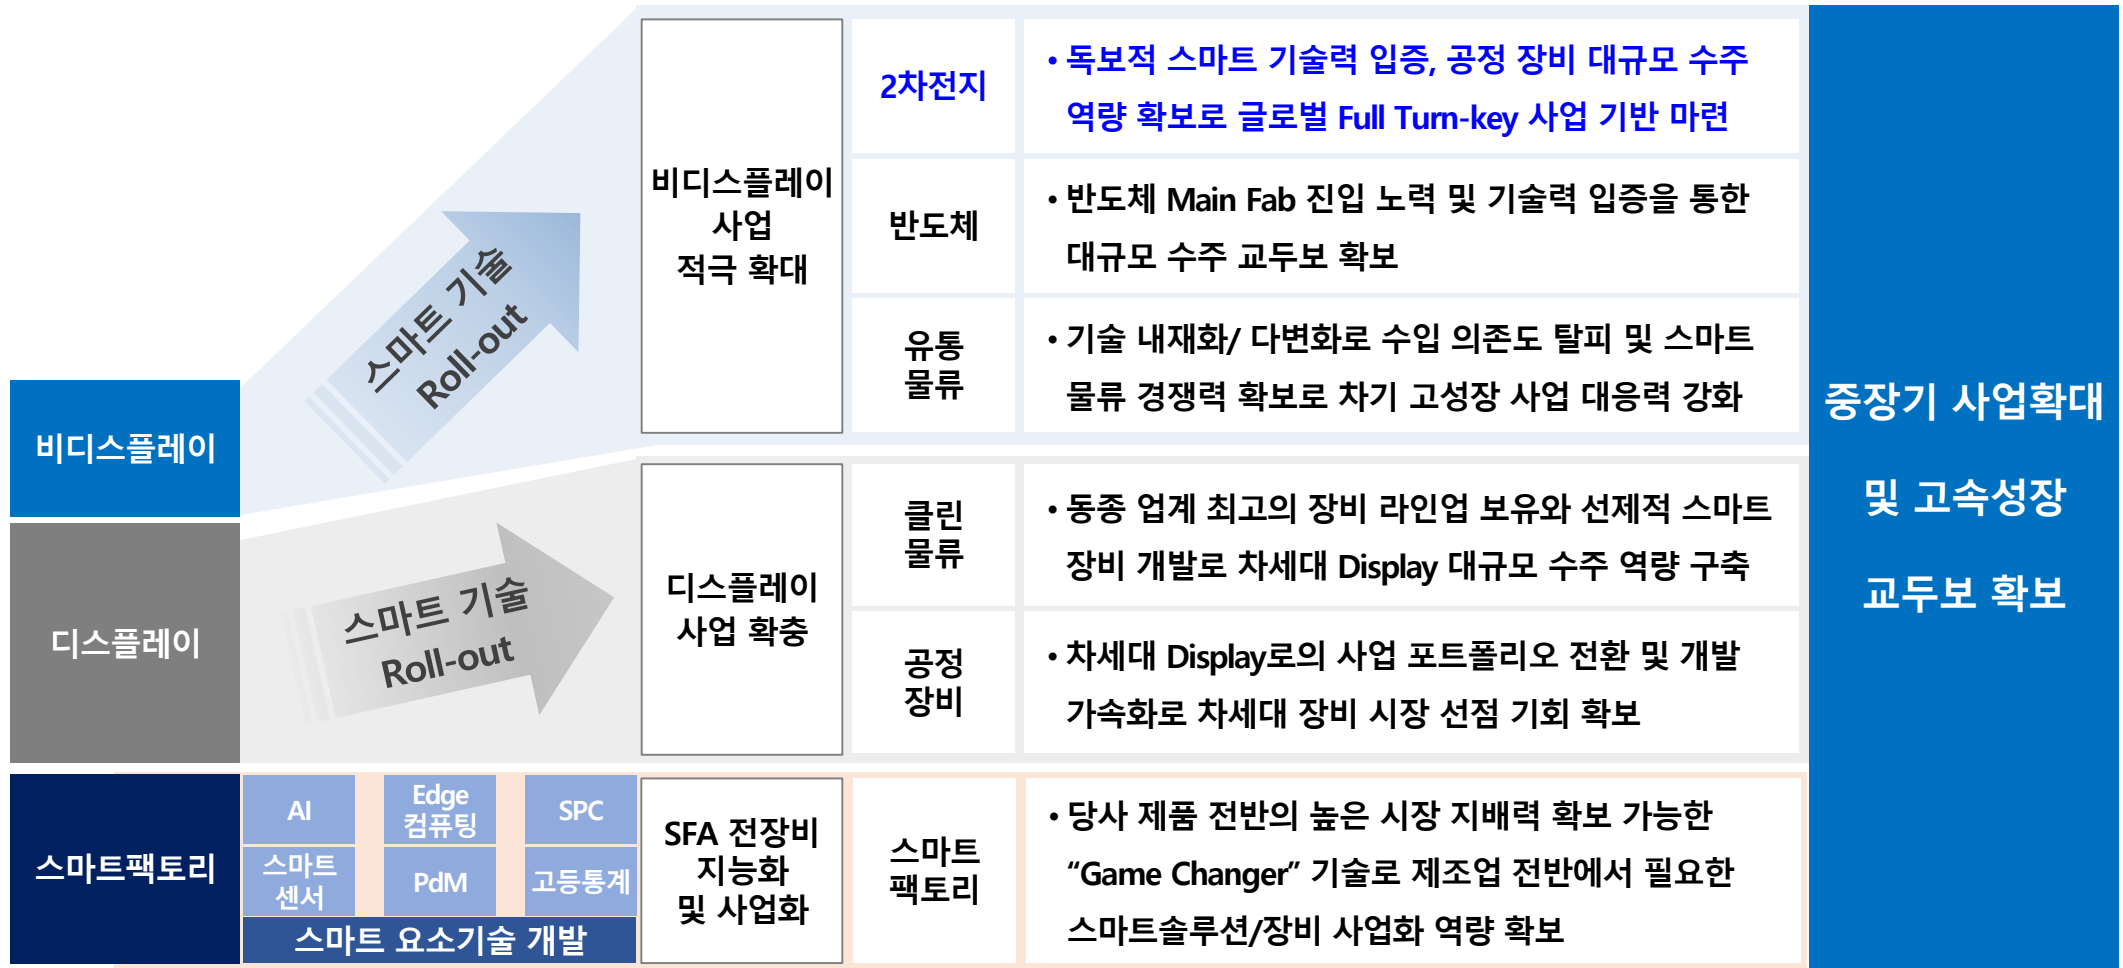 비디스플레이
스마트 기술
Roll-out
비디스플레이
사업
적극 확대
2차전지
• 독보적 스마트 기술력 입증, 공정 장비 대규모 수주
역량 확보로 글로벌 Full Turn-key 사업 기반 마련
반도체
• 반도체 Main Fab 진입 노력 및 기술력 입증을 통한
대규모 수주 교두보 확보
유통
물류
• 기술 내재화/ 다변화로 수입 의존도 탈피 및 스마트
물류 경쟁력 확보로 차기 고성장 사업 대응력 강화
디스플레이
스마트 기술
Roll-out
디스플레이
사업 확충
클린
물류
• 동종 업계 최고의 장비 라인업 보유와 선제적 스마트
장비 개발로 차세대 Display 대규모 수주 역량 구축
공정
장비
• 차세대 Display로의 사업 포트폴리오 전환 및 개발
가속화로 차세대 장비 시장 선점 기회 확보
스마트팩토리
AI
Edge
컴퓨팅
SPC
스마트
센서
PdM
고등통계
스마트 요소기술 개발
SFA 전장비
지능화
및 사업화
스마트
팩토리
• 당사 제품 전반의 높은 시장 지배력 확보 가능한
“Game Changer” 기술로 제조업 전반에서 필요한
스마트솔루션/장비 사업화 역량 확보
중장기 사업확대
및 고속성장
교두보 확보